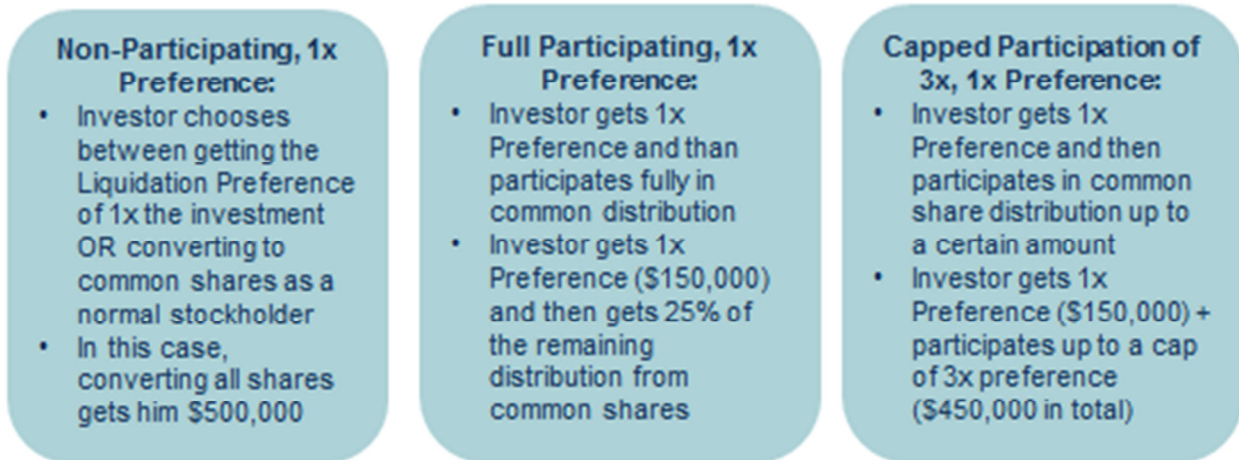 Non-Participating, 1x
Preference:
• Investor chooses
between getting the
Liquidation Preference
of 1x the investment
OR converting to
common shares as a
normal stockholder
• In this case,
converting all shares
gets him $500,000
Full Participating, 1x
Preference:
• Investor gets 1x
Preference and than
participates fully in
common distribution
• Investor gets 1x
Preference ($150,000)
and then gets 25% of
the remaining
distribution from
common shares
Capped Participation of
3x, 1x Preference:
• Investor gets 1x
Preference and then
participates in common
share distribution up to
a certain amount
• Investor gets 1x
Preference ($150,000) +
participates up to a cap
of 3x preference
($450,000 in total)